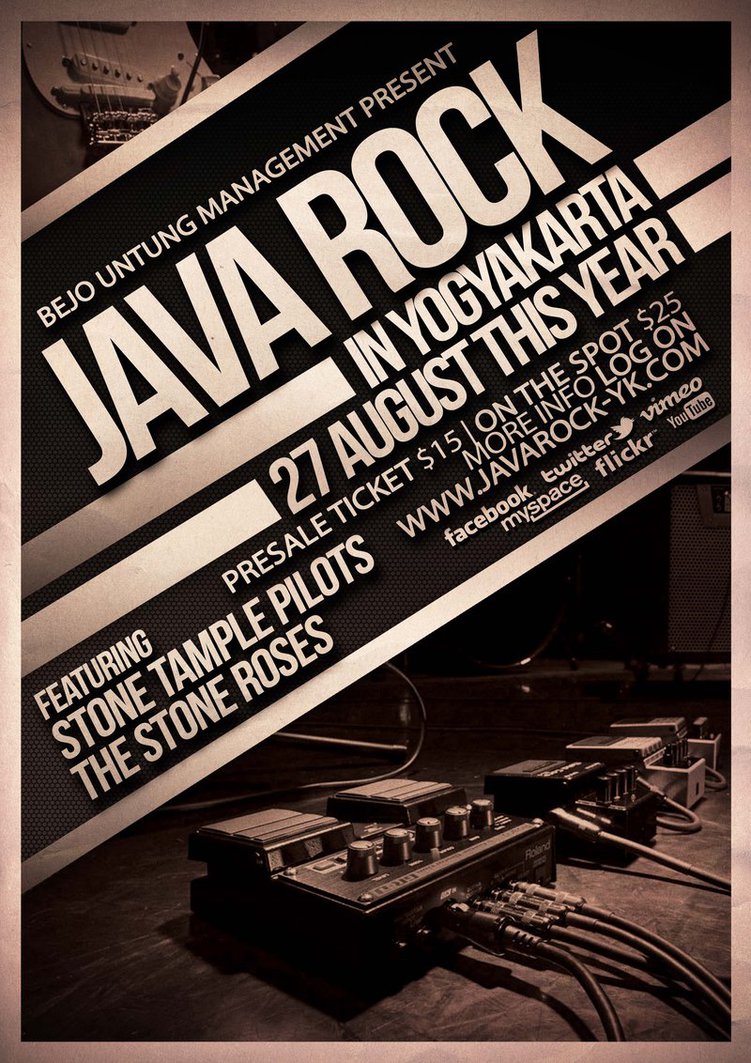 BEJO UNTUNG MANAGEMENT PRESENT
JAVA ROCK
IN YOGYAKARTA
27 AUGUST THIS YEAR
PRESALE TICKET $15 | ON THE SPOT $25
MORE INFO LOG ON
WWW.JAVAROCK-YK.COM
facebook twitter vimeo
myspace flickr YouTube
FEATURING
STONE TAMPLE PILOTS
THE STONE ROSES
Roland